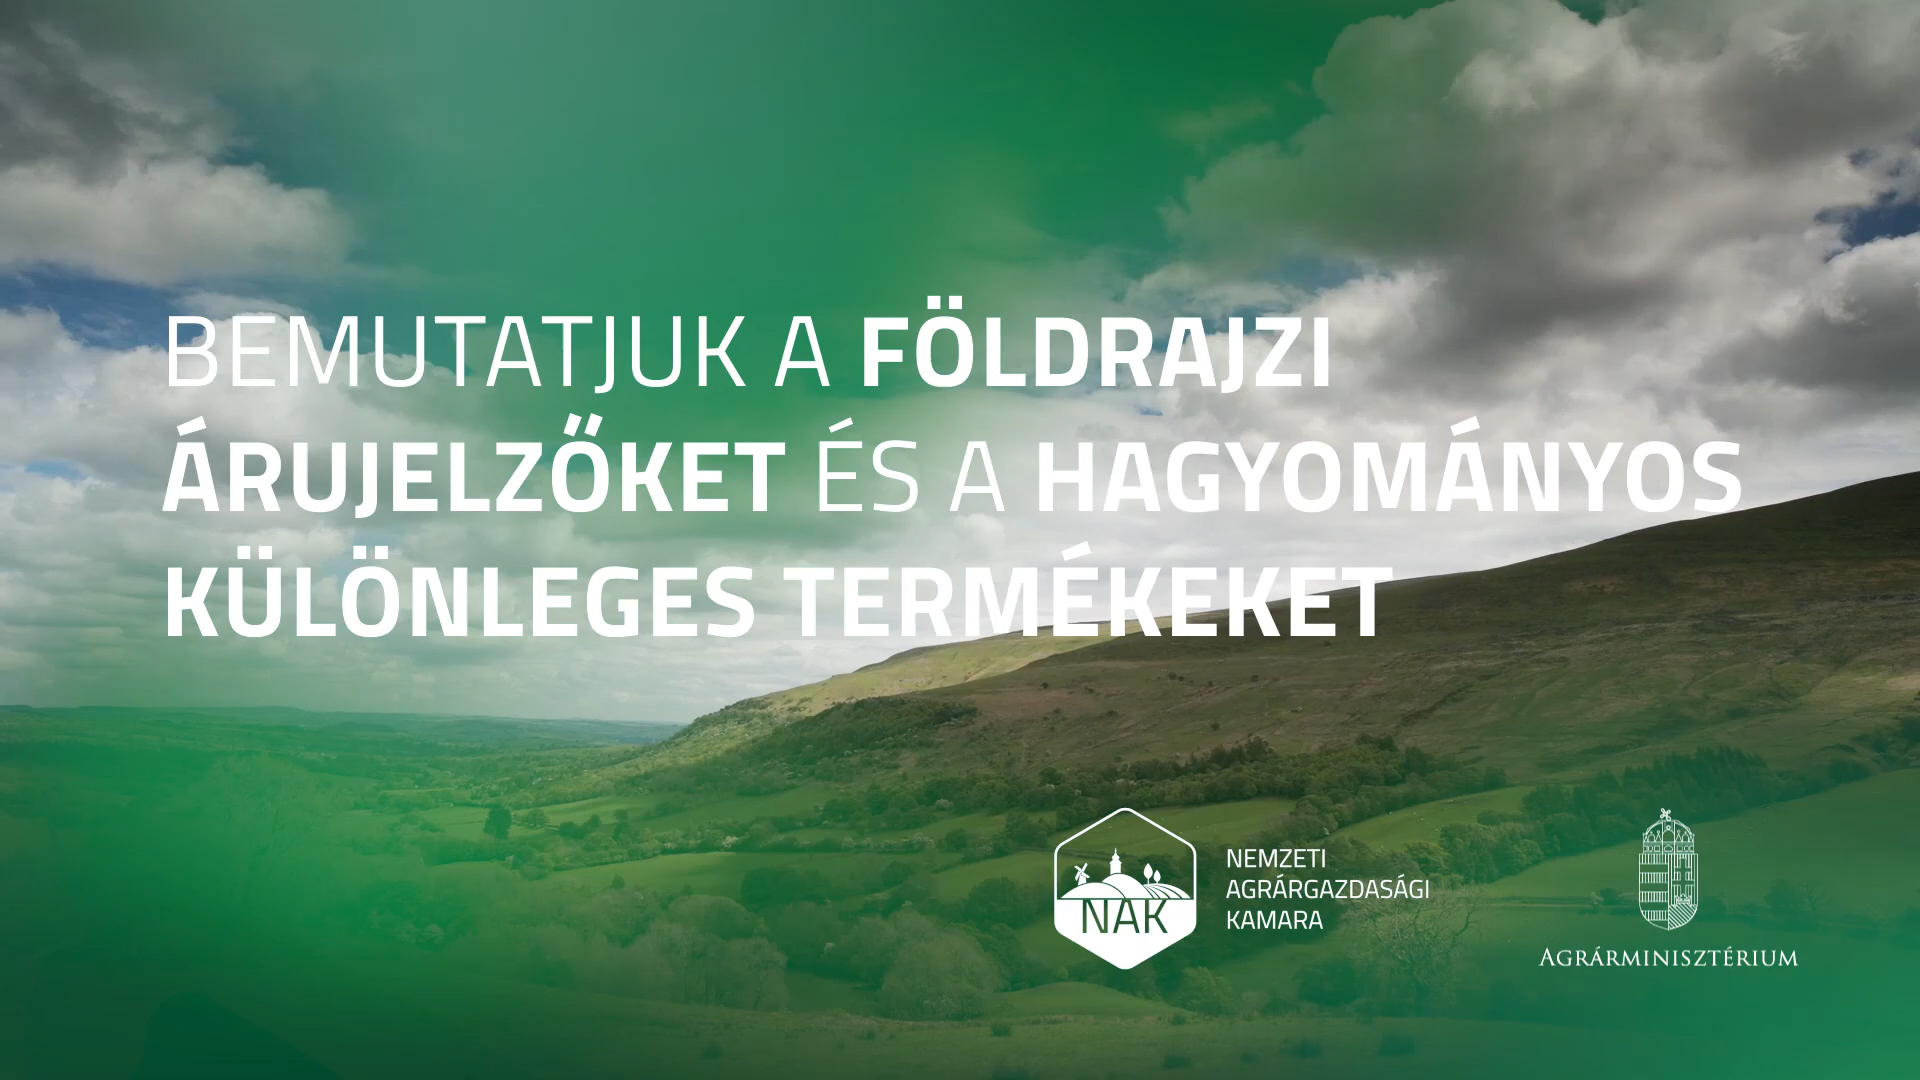 BEMUTATJUK A FÖLDRAJZI
ÁRUJELZŐKET ÉS A HAGYOMÁNYOS
KÜLÖNLEGES TERMÉKEKET
NAK
NEMZETI
AGRÁRGAZDASÁGI
KAMARA
AGRÁRMINISZTÉRIUM